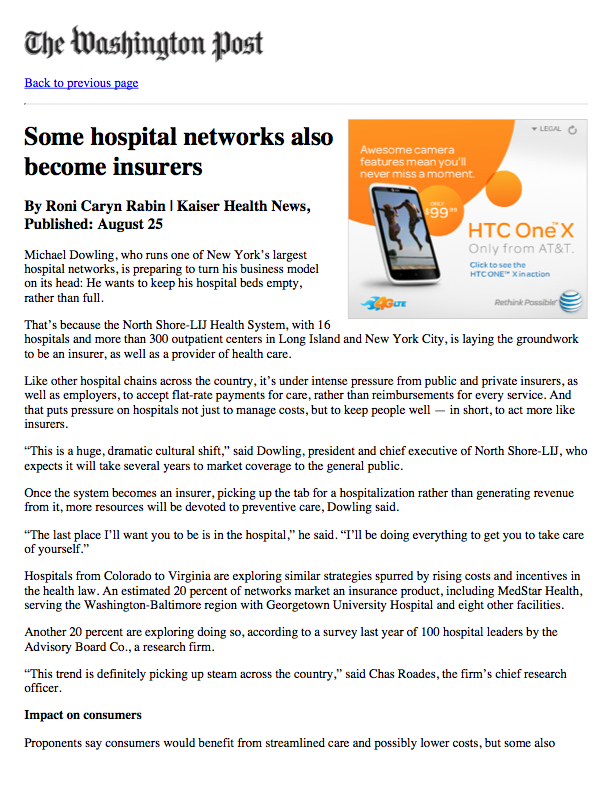 The Washington Post
Back to previous page
Some hospital networks also
become insurers
By Roni Caryn Rabin | Kaiser Health News,
Published: August 25
LEGAL
Awesome camera
features mean you'll
never miss a moment.
ONLY
$99
HTC One™ X
Only from AT&T.
Click to see the
HTC ONE™ X in action
4G LTE
Rethink Possible®
AT&T
Michael Dowling, who runs one of New York’s largest
hospital networks, is preparing to turn his business model
on its head: He wants to keep his hospital beds empty,
rather than full.
That’s because the North Shore-LIJ Health System, with 16
hospitals and more than 300 outpatient centers in Long Island and New York City, is laying the groundwork
to be an insurer, as well as a provider of health care.
Like other hospital chains across the country, it’s under intense pressure from public and private insurers, as
well as employers, to accept flat-rate payments for care, rather than reimbursements for every service. And
that puts pressure on hospitals not just to manage costs, but to keep people well — in short, to act more like
insurers.
“This is a huge, dramatic cultural shift,” said Dowling, president and chief executive of North Shore-LIJ, who
expects it will take several years to market coverage to the general public.
Once the system becomes an insurer, picking up the tab for a hospitalization rather than generating revenue
from it, more resources will be devoted to preventive care, Dowling said.
“The last place I’ll want you to be is in the hospital,” he said. “I’ll be doing everything to get you to take care
of yourself.”
Hospitals from Colorado to Virginia are exploring similar strategies spurred by rising costs and incentives in
the health law. An estimated 20 percent of networks market an insurance product, including MedStar Health,
serving the Washington-Baltimore region with Georgetown University Hospital and eight other facilities.
Another 20 percent are exploring doing so, according to a survey last year of 100 hospital leaders by the
Advisory Board Co., a research firm.
“This trend is definitely picking up steam across the country,” said Chas Roades, the firm’s chief research
officer.
Impact on consumers
Proponents say consumers would benefit from streamlined care and possibly lower costs, but some also